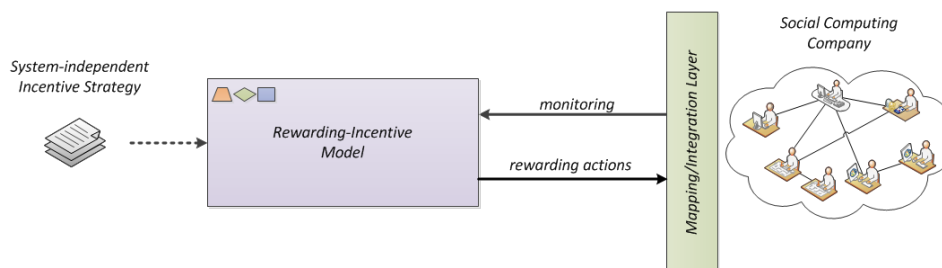 System-independent
Incentive Strategy
Rewarding-Incentive
Model
monitoring
rewarding actions
Mapping/Integration Layer
Social Computing
Company